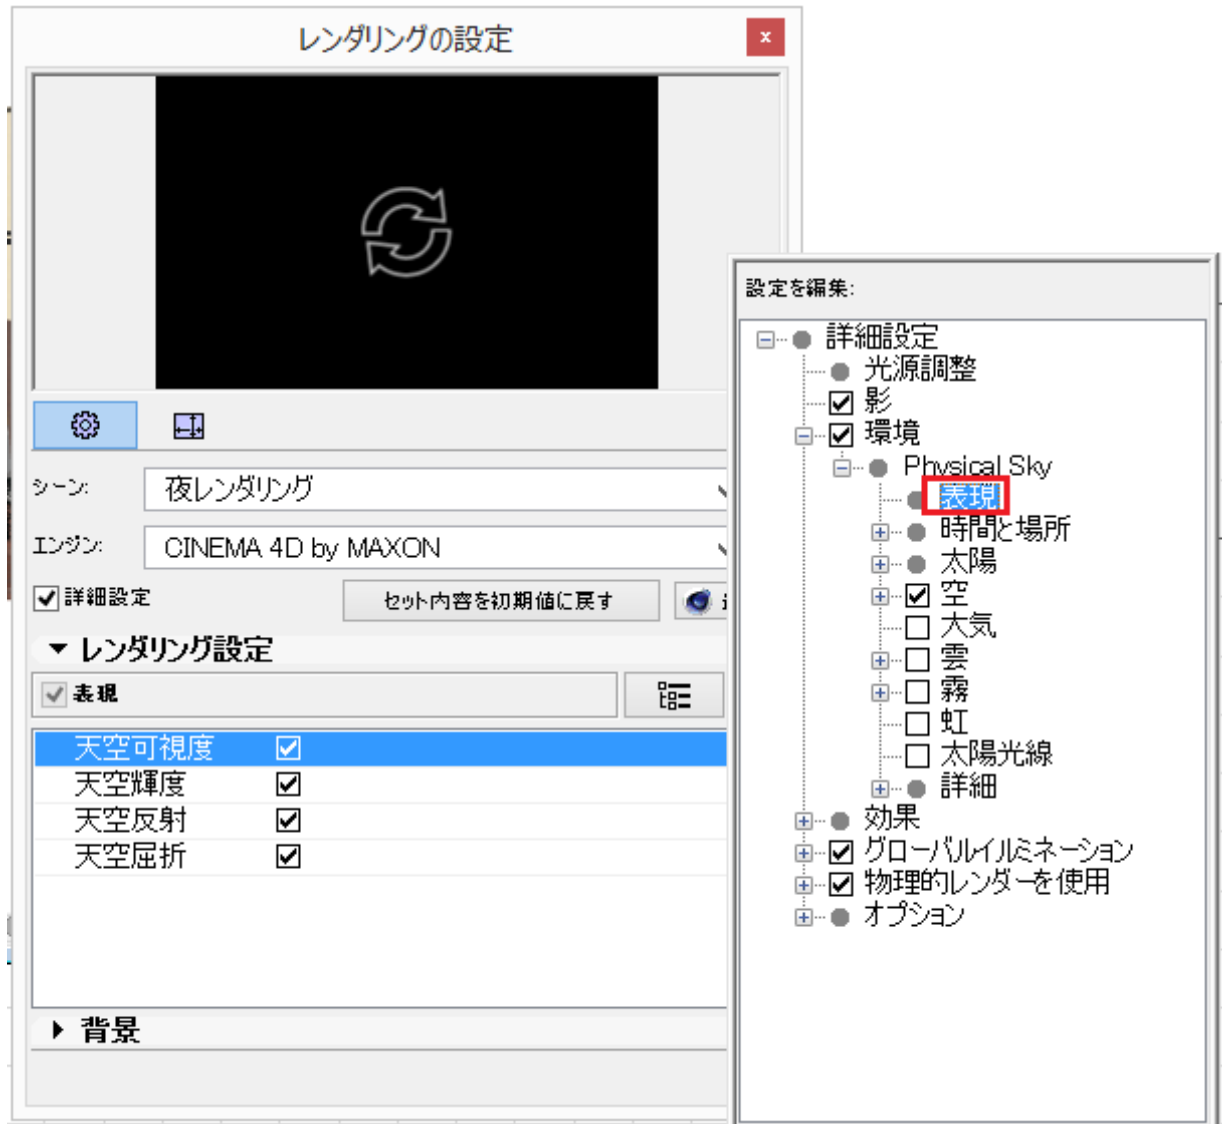 レンダリングの設定
x
シーン:
夜レンダリング
エンジン:
CINEMA 4D by MAXON
詳細設定
セット内容を初期値に戻す
レンダリング設定
表現
天空可視度
天空輝度
天空反射
天空屈折
背景
設定を編集:
詳細設定
光源調整
影
環境
Physical Sky
表現
時間と場所
太陽
空
大気
雲
霧
虹
太陽光線
詳細
効果
グローバルイルミネーション
物理的レンダーを使用
オプション